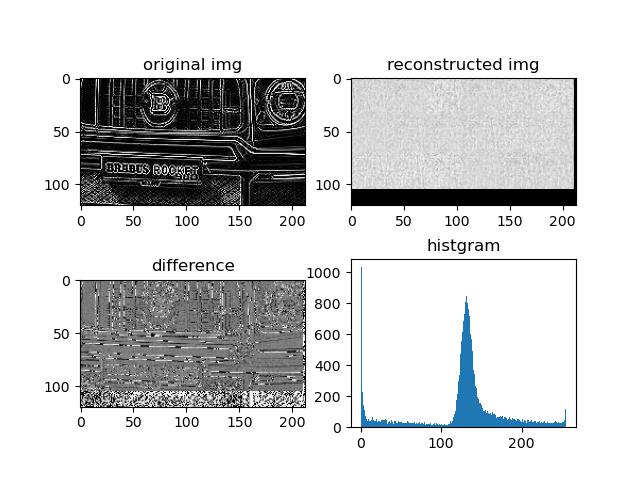 original img
0
50
100
0 50 100 150 200
BRABUS ROCKET
B
reconstructed img
0
50
100
0 50 100 150 200
difference
0
50
100
0 50 100 150 200
histgram
1000
800
600
400
200
0
0 100 200